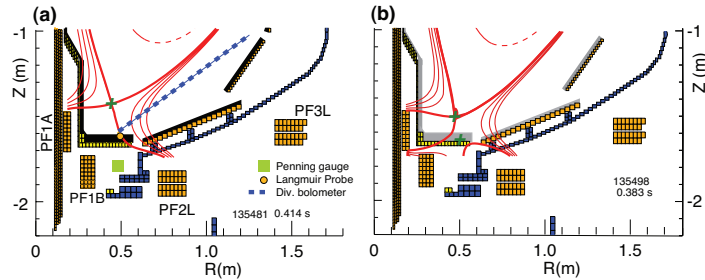 (a)
(b)
-1
-1
Z (m)
Z (m)
PF1A
PF3L
Penning gauge
Langmuir Probe
Div. bolometer
PF1B
PF2L
135481 0.414 s
135498
0.383 s
-2
-2
0 0.5 1.0 1.5
0 0.5 1.0 1.5
R(m)
R(m)